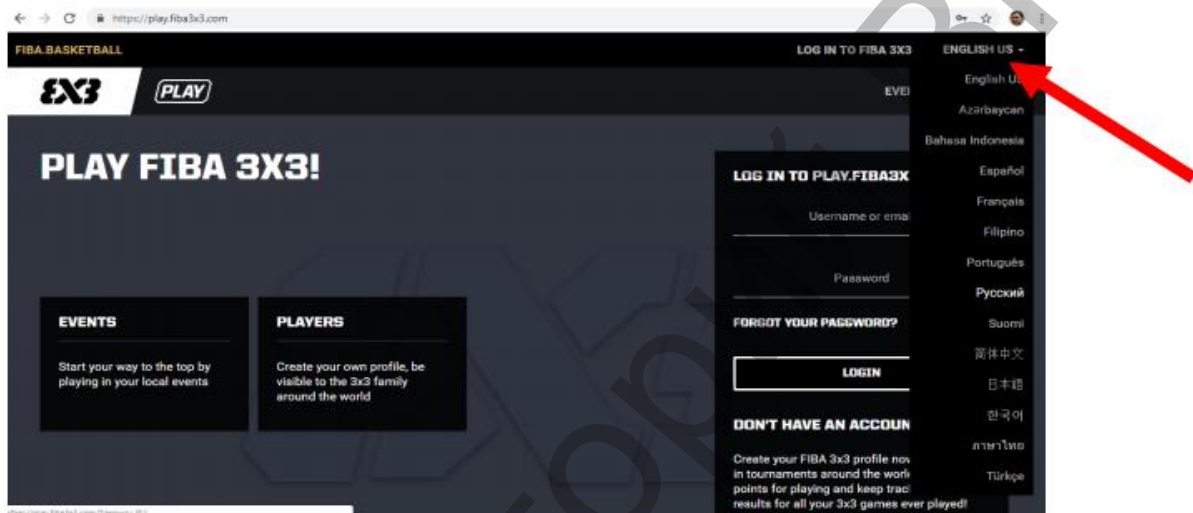 https://play.fiba3x3.com
FIBA.BASKETBALL
LOG IN TO FIBA 3X3
ENGLISH US
3X3
PLAY
PLAY FIBA 3X3!
EVENTS
Start your way to the top by
playing in your local events
PLAYERS
Create your own profile, be
visible to the 3x3 family
around the world
LOG IN TO PLAY.FIBA3X
Username or emai
Password
FORGOT YOUR PASSWORD?
LOGIN
DON'T HAVE AN ACCOUN
Create your FIBA 3x3 profile now
in tournaments around the worl
points for playing and keep trac
results for all your 3x3 games ever played!
English US
Azərbaycan
Bahasa Indonesia
Español
Français
Filipino
Português
Русский
Suomi
简体中文
日本語
한국어
ภาษาไทย
Türkçe